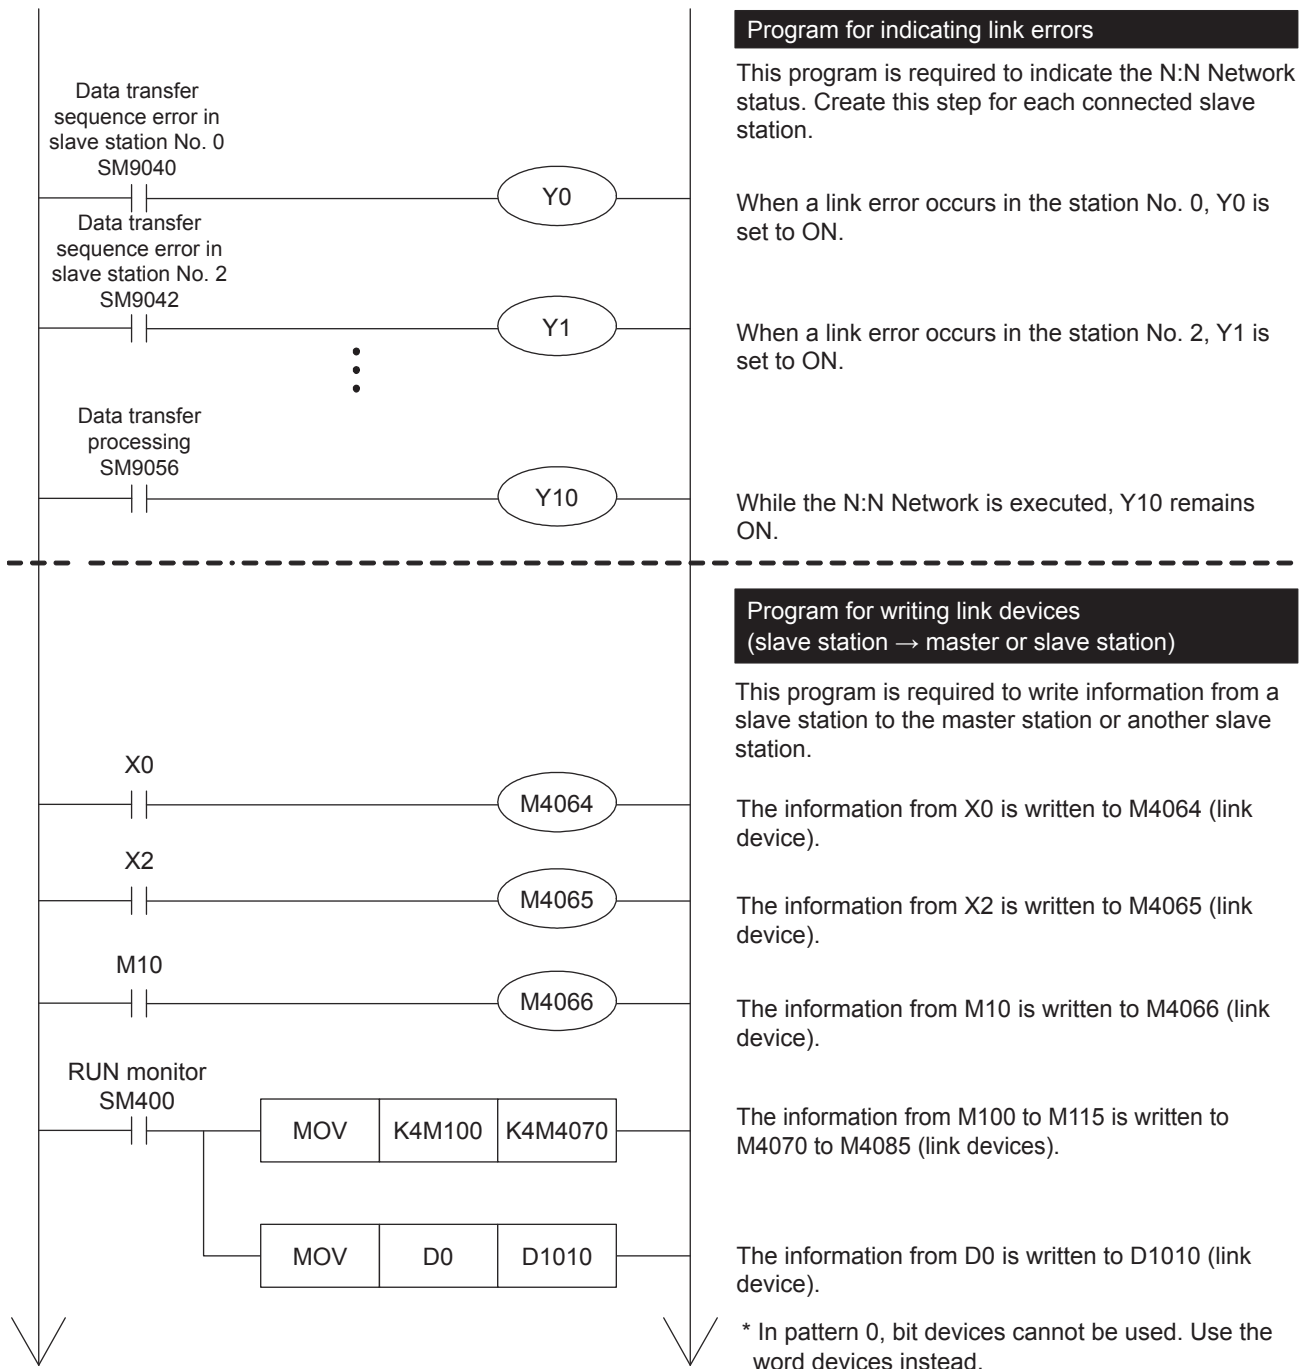 Program for indicating link errors
This program is required to indicate the N:N Network
status. Create this step for each connected slave
station.
Data transfer
sequence error in
slave station No. 0
SM9040
Y0
When a link error occurs in the station No. 0, Y0 is
set to ON.
Data transfer
sequence error in
slave station No. 2
SM9042
Y1
When a link error occurs in the station No. 2, Y1 is
set to ON.
Data transfer
processing
SM9056
Y10
While the N:N Network is executed, Y10 remains
ON.
Program for writing link devices
(slave station → master or slave station)
This program is required to write information from a
slave station to the master station or another slave
station.
X0
M4064
The information from X0 is written to M4064 (link
device).
X2
M4065
The information from X2 is written to M4065 (link
device).
M10
M4066
The information from M10 is written to M4066 (link
device).
RUN monitor
SM400
MOV K4M100 K4M4070
The information from M100 to M115 is written to
M4070 to M4085 (link devices).
MOV D0 D1010
The information from D0 is written to D1010 (link
device).
* In pattern 0, bit devices cannot be used. Use the
word devices instead.